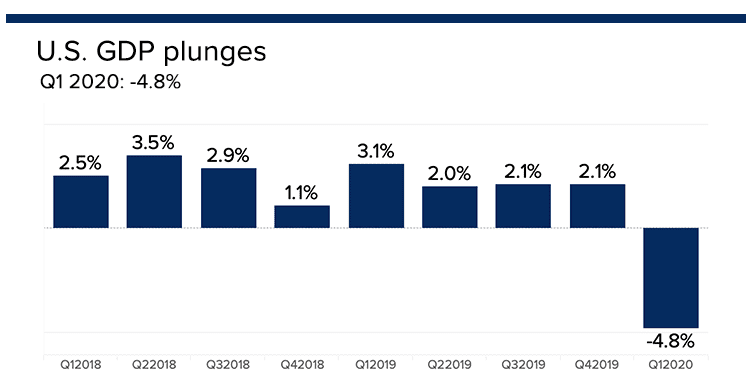 U.S. GDP plunges
Q1 2020: -4.8%
2.5%
3.5%
2.9%
1.1%
3.1%
2.0%
2.1%
2.1%
-4.8%
Q12018
Q22018
Q32018
Q42018
Q12019
Q22019
Q32019
Q42019
Q12020